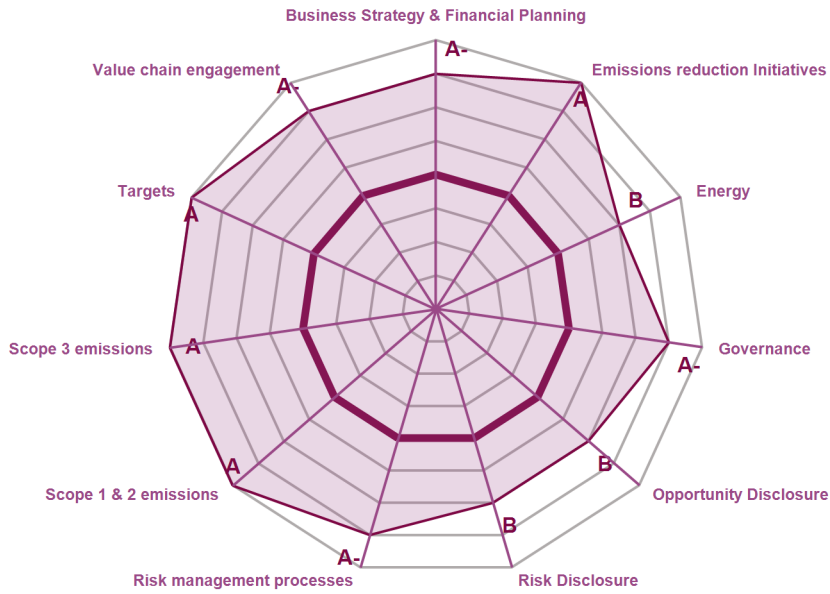 Business Strategy & Financial Planning
A-
Value chain engagement
A-
Emissions reduction Initiatives
A
Targets
A
B
Energy
Scope 3 emissions
A
Governance
A-
Scope 1 & 2 emissions
A
B
Opportunity Disclosure
Risk management processes
A-
B
Risk Disclosure